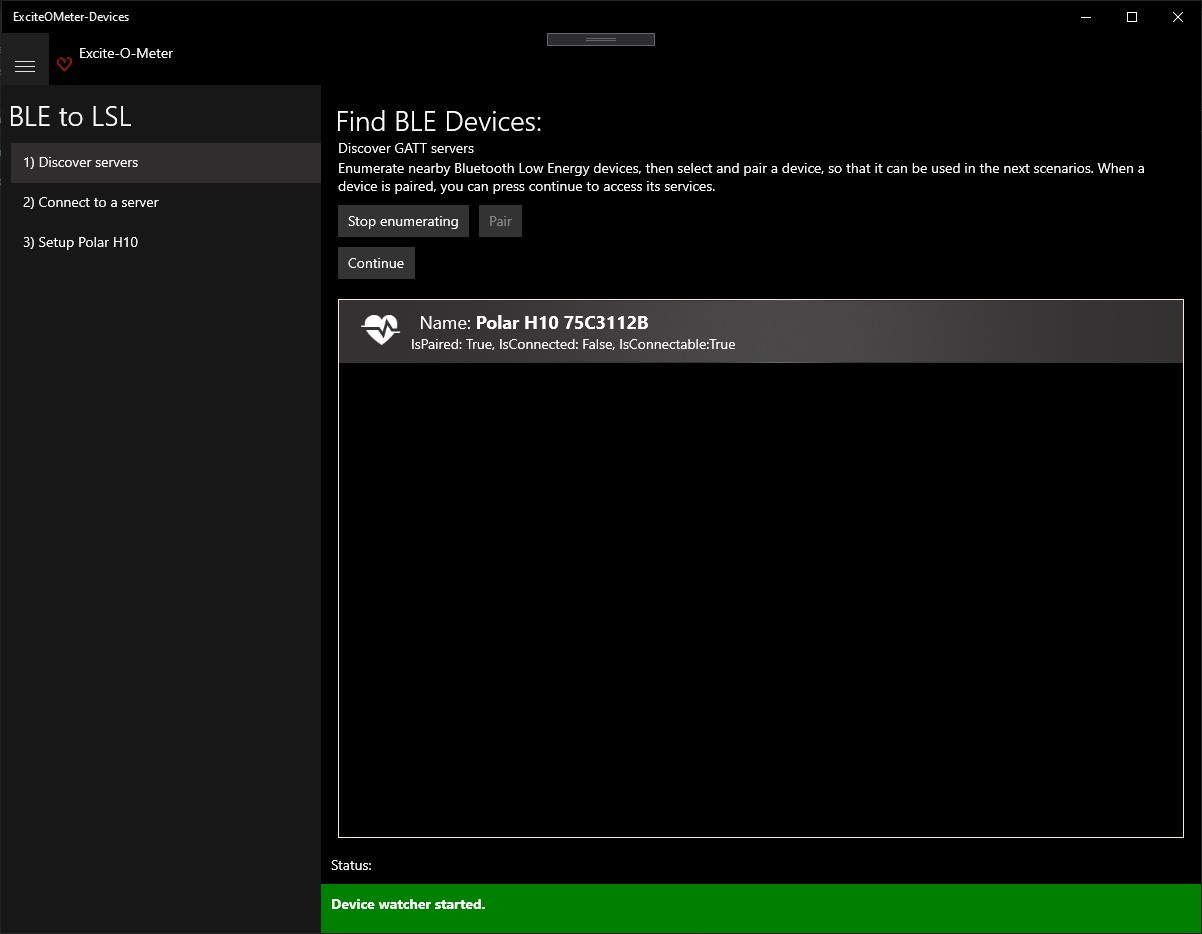 ExciteOMeter-Devices
Excite-O-Meter
BLE to LSL
1) Discover servers
2) Connect to a server
3) Setup Polar H10
Find BLE Devices:
Discover GATT servers
Enumerate nearby Bluetooth Low Energy devices, then select and pair a device, so that it can be used in the next scenarios. When a
device is paired, you can press continue to access its services.
Stop enumerating
Pair
Continue
Name: Polar H10 75C3112B
IsPaired: True, IsConnected: False, IsConnectable:True
Status:
Device watcher started.